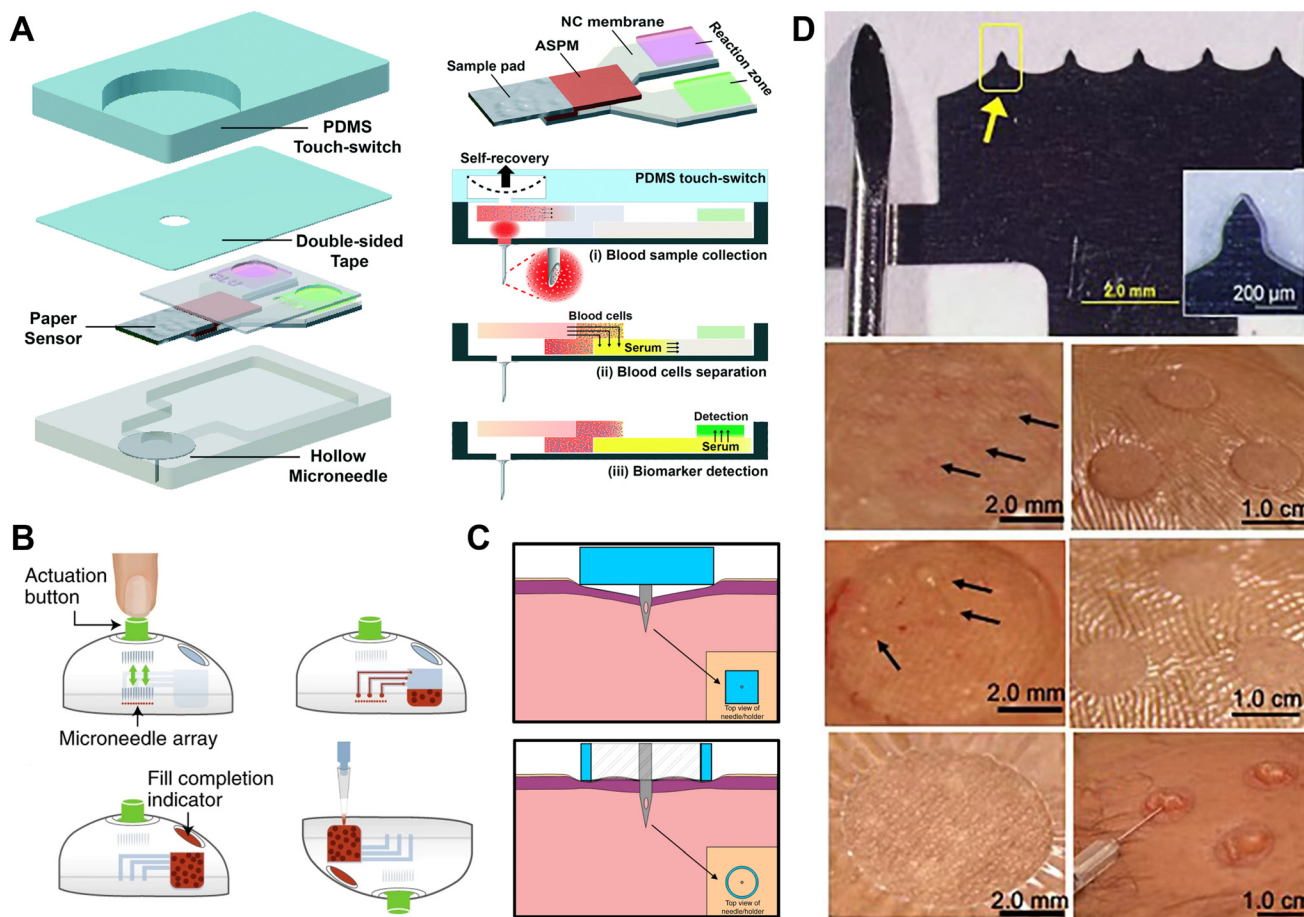 A
PDMS
Touch-switch
Double-sided
Tape
Paper
Sensor
Hollow
Microneedle
NC membrane
ASPM
Sample pad
Reaction zone
Self-recovery
PDMS touch-switch
(i) Blood sample collection
Blood cells
Serum
(ii) Blood cells separation
Detection
Serum
(iii) Biomarker detection
B
Actuation
button
Microneedle array
Fill completion
indicator
C
Top view of
needle/holder
Top view of
needle/holder
D
2.0 mm
200 µm
2.0 mm
1.0 cm
2.0 mm
1.0 cm
2.0 mm
1.0 cm